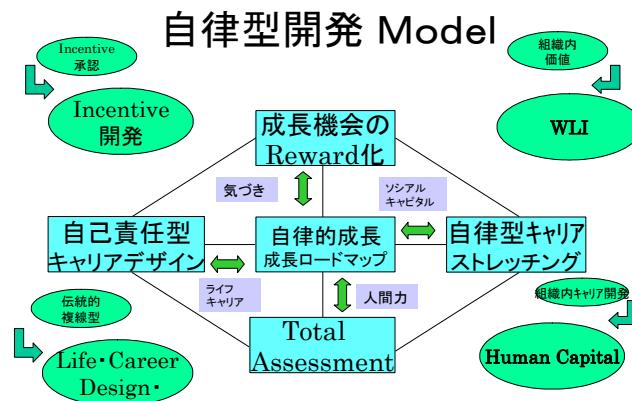 自律型開発 Model
Incentive
承認
Incentive
開発
組織内
価値
WLI
成長機会の
Reward化
気づき
ソシアル
キャピタル
自己責任型
キャリアデザイン
自律的成長
成長ロードマップ
自律型キャリア
ストレッチング
ライフ
キャリア
人間力
伝統的
複線型
Life・Career
Design・
Total
Assessment
組織内キャリア開発
Human Capital